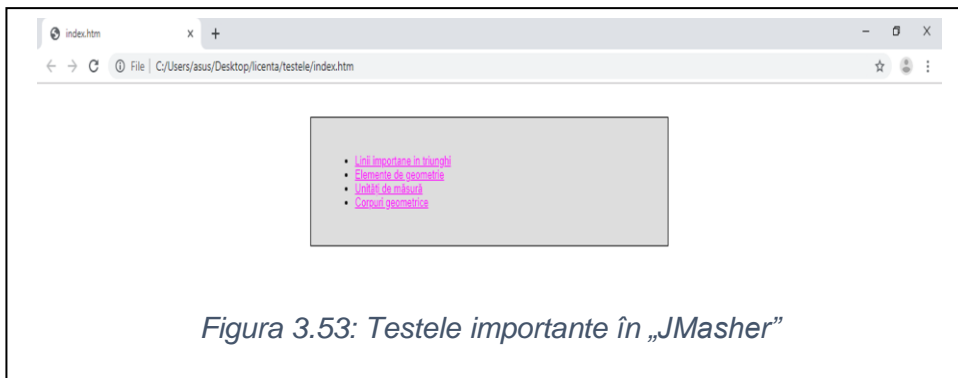 index.htm
File | C:/Users/asus/Desktop/licenta/testele/index.htm
• Linii importane in triunghi
• Elemente de geometrie
• Unități de măsură
• Corpuri geometrice
Figura 3.53: Testele importante în „JMasher”